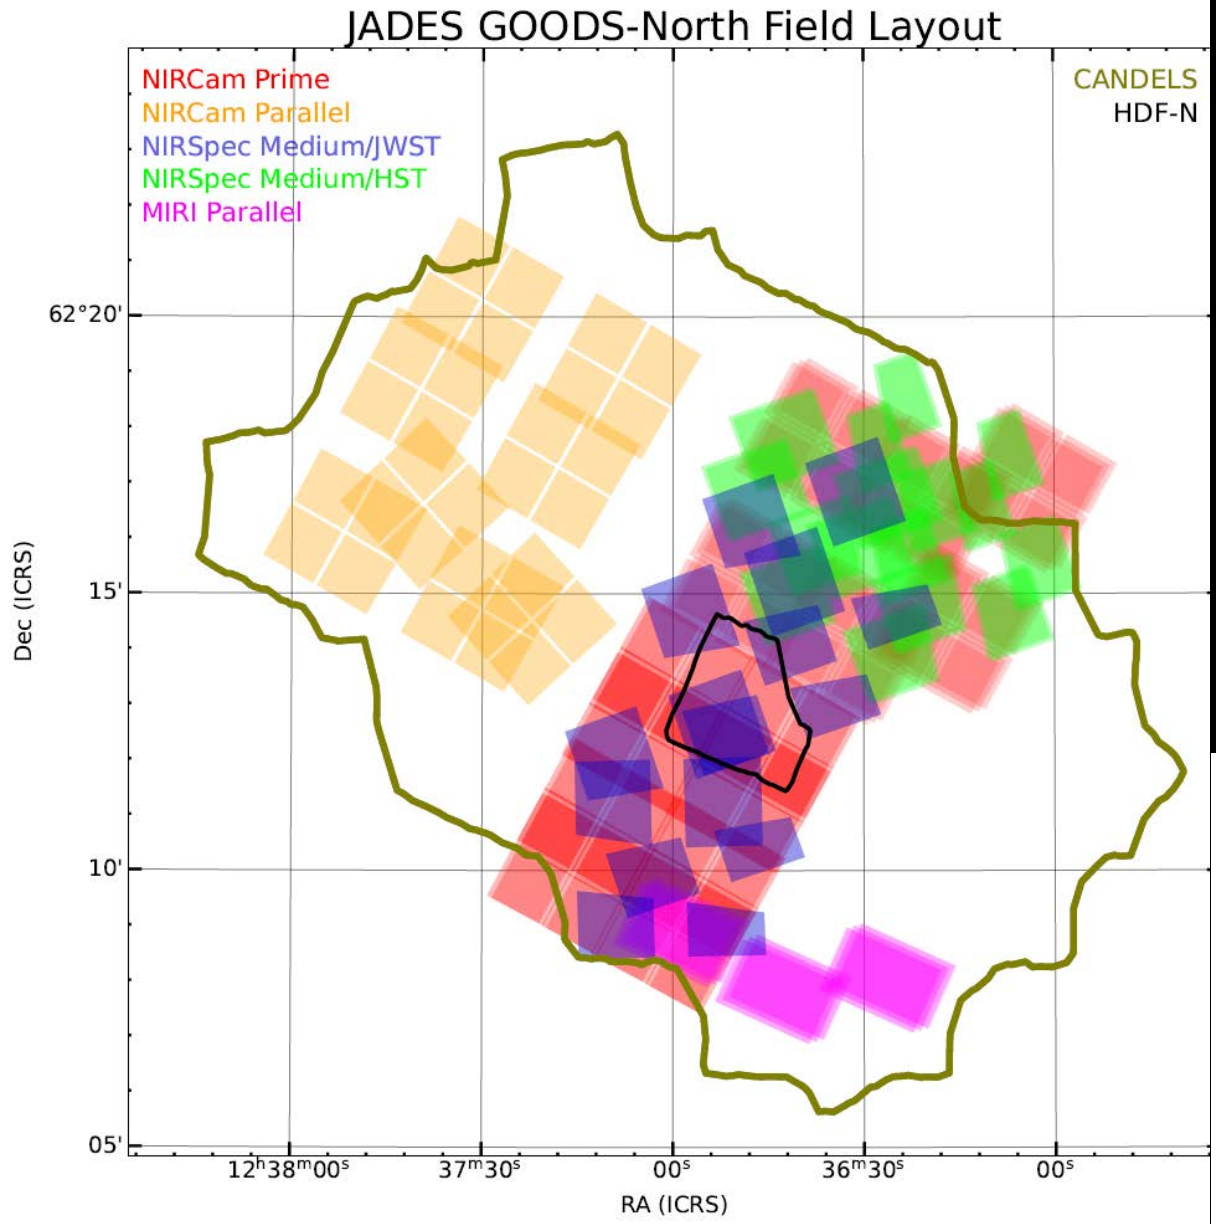 JADES GOODS-North Field Layout
NIRCam Prime
NIRCam Parallel
NIRSpec Medium/JWST
NIRSpec Medium/HST
MIRI Parallel
CANDELS
HDF-N
62°20'
15'
10'
05'
Dec (ICRS)
12ʰ38ᵐ00ˢ
37ᵐ30ˢ
00ˢ
36ᵐ30ˢ
00ˢ
RA (ICRS)